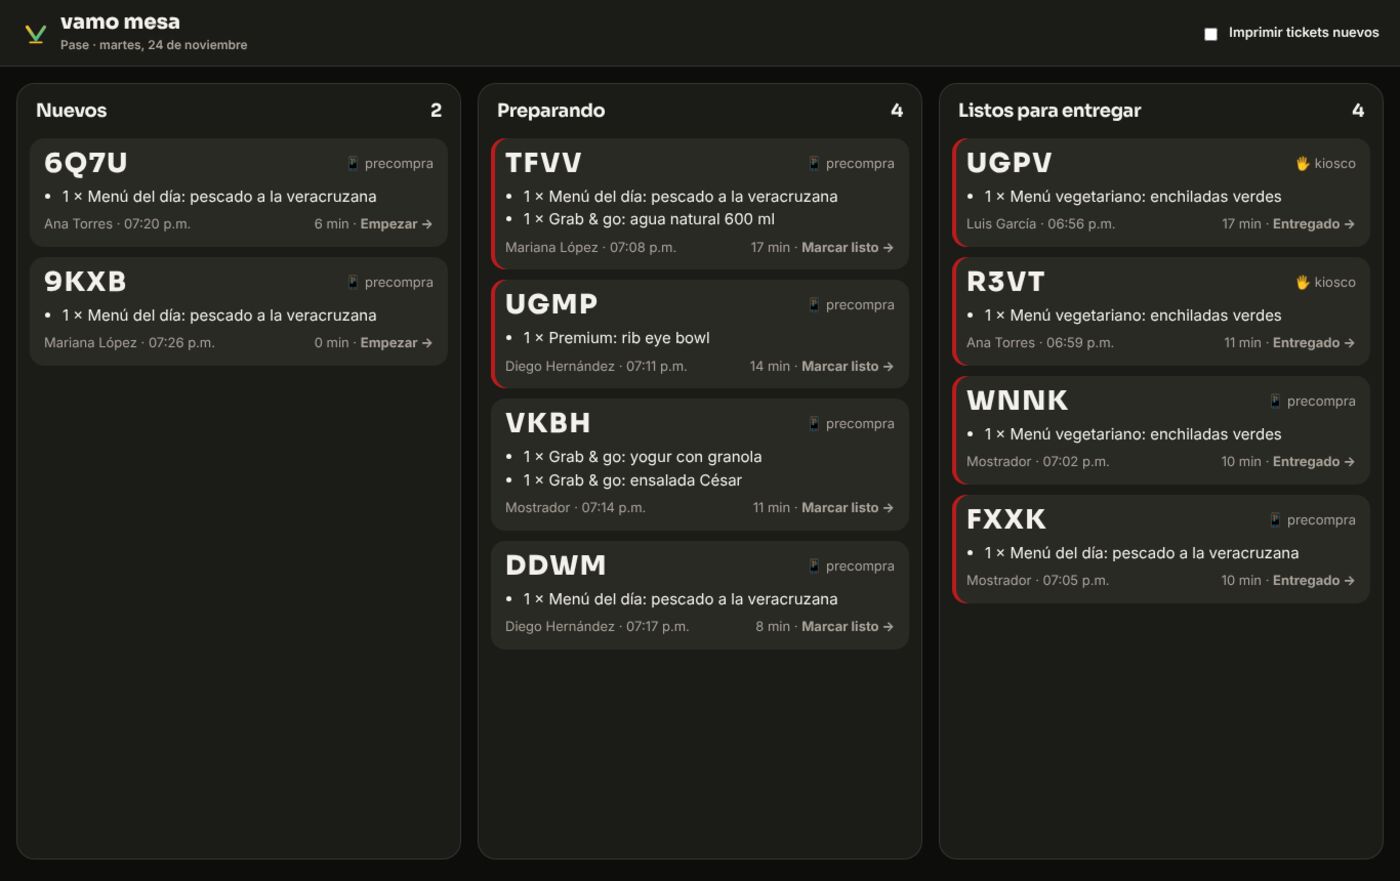 vamo mesa
Pase · martes, 24 de noviembre
Imprimir tickets nuevos
Nuevos 2
6Q7U precompra
• 1 × Menú del día: pescado a la veracruzana
Ana Torres · 07:20 p.m. 6 min · Empezar →
9KXB precompra
• 1 × Menú del día: pescado a la veracruzana
Mariana López · 07:26 p.m. 0 min · Empezar →
Preparando 4
TFVV precompra
• 1 × Menú del día: pescado a la veracruzana
• 1 × Grab & go: agua natural 600 ml
Mariana López · 07:08 p.m. 17 min · Marcar listo →
UGMP precompra
• 1 × Premium: rib eye bowl
Diego Hernández · 07:11 p.m. 14 min · Marcar listo →
VKBH precompra
• 1 × Grab & go: yogur con granola
• 1 × Grab & go: ensalada César
Mostrador · 07:14 p.m. 11 min · Marcar listo →
DDWM precompra
• 1 × Menú del día: pescado a la veracruzana
Diego Hernández · 07:17 p.m. 8 min · Marcar listo →
Listos para entregar 4
UGPV kiosco
• 1 × Menú vegetariano: enchiladas verdes
Luis García · 06:56 p.m. 17 min · Entregado →
R3VT kiosco
• 1 × Menú vegetariano: enchiladas verdes
Ana Torres · 06:59 p.m. 11 min · Entregado →
WNNK precompra
• 1 × Menú vegetariano: enchiladas verdes
Mostrador · 07:02 p.m. 10 min · Entregado →
FXXK precompra
• 1 × Menú del día: pescado a la veracruzana
Mostrador · 07:05 p.m. 10 min · Entregado →